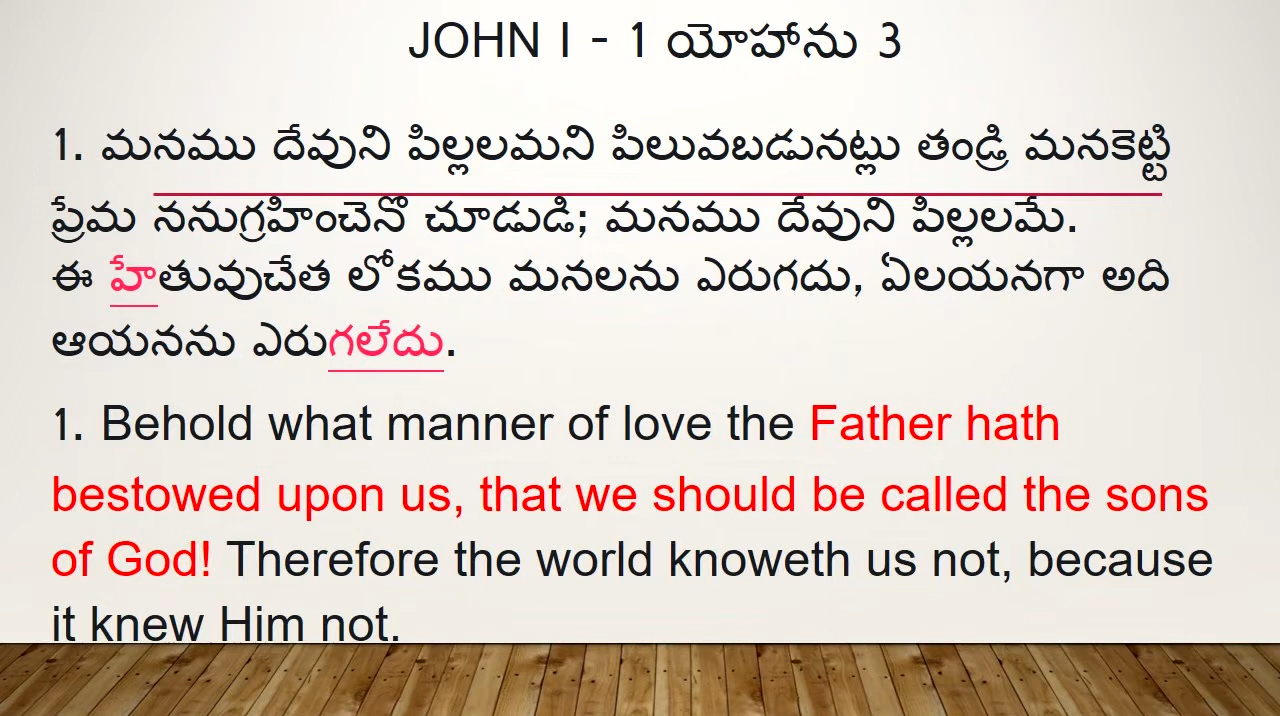 JOHN I - 1 యోహాను 3
1. మనము దేవుని పిల్లలమని పిలువబడునట్లు తండ్రి మనకెట్టి
ప్రేమ ననుగ్రహించెనొ చూడుడి; మనము దేవుని పిల్లలమే.
ఈ హేతువుచేత లోకము మనలను ఎరుగదు, ఏలయనగా అది
ఆయనను ఎరుగలేదు.
1. Behold what manner of love the Father hath
bestowed upon us, that we should be called the sons
of God! Therefore the world knoweth us not, because
it knew Him not.